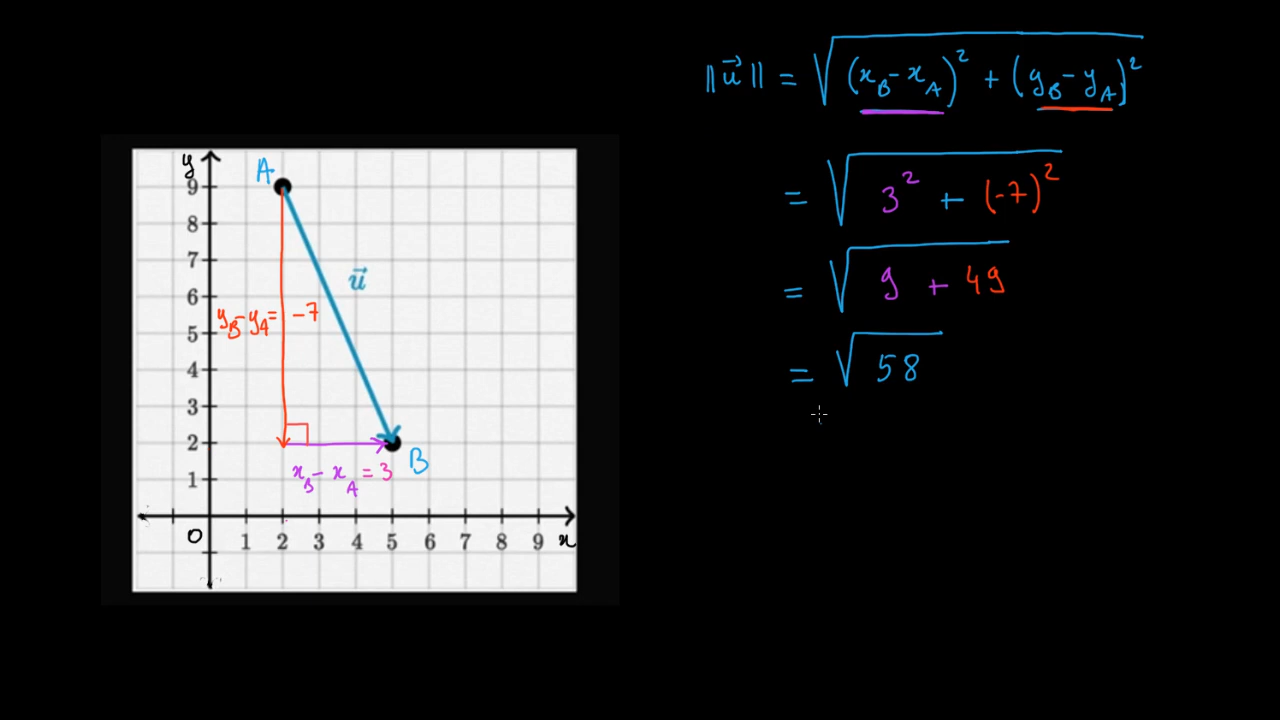 ‖u⃗‖ = √((x_B − x_A)² + (y_B − y_A)²)
= √(3² + (−7)²)
= √(9 + 49)
= √58
y
A
9
8
7
u⃗
6
y_B − y_A = −7
5
4
3
2
B
x_B − x_A = 3
1
0 1 2 3 4 5 6 7 8 9 x